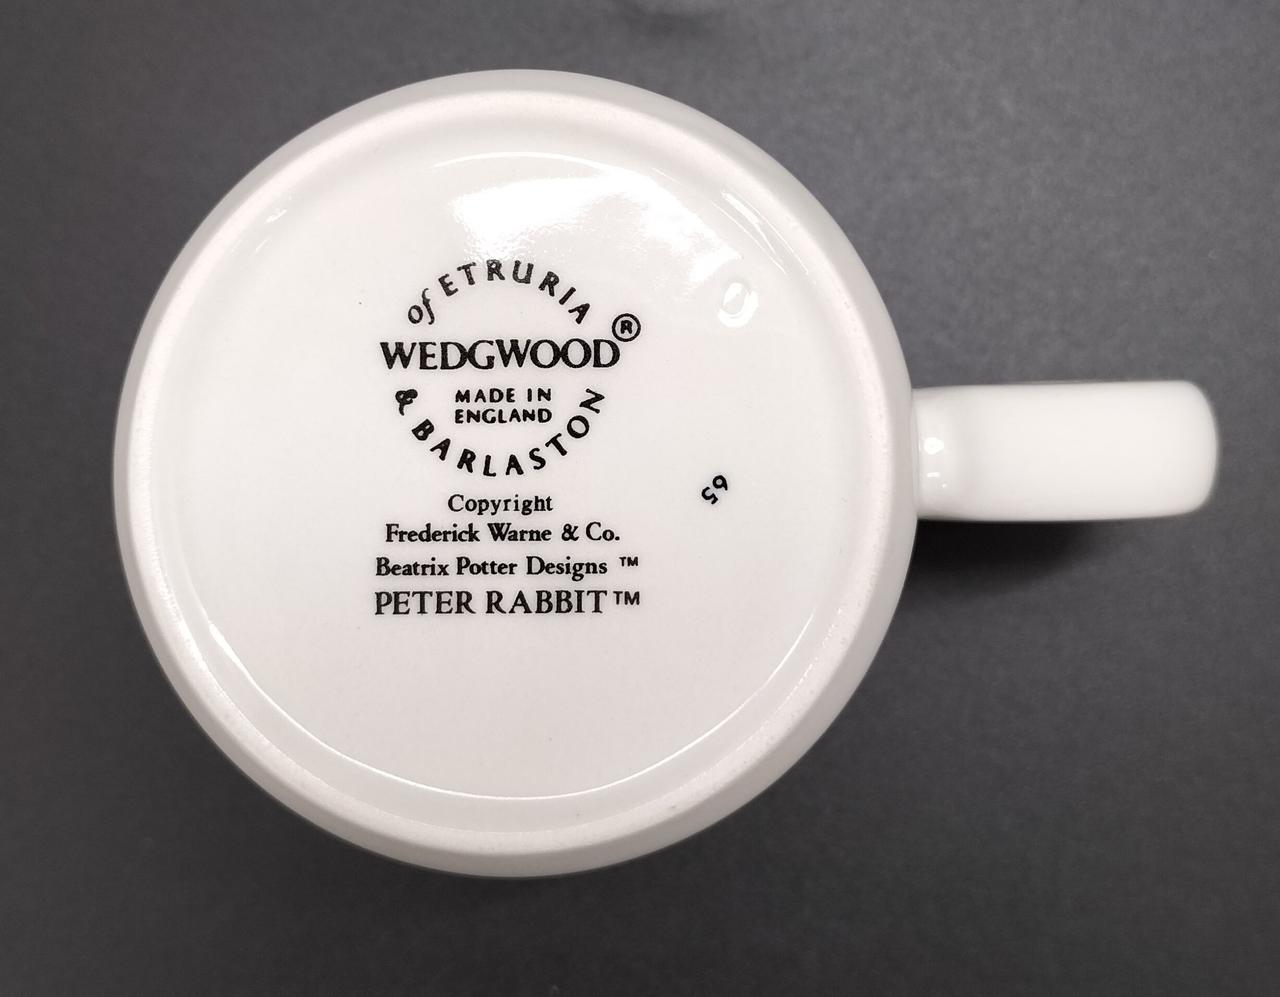 of ETRURIA
WEDGWOOD®
MADE IN
ENGLAND
& BARLASTON
Copyright
Frederick Warne & Co.
Beatrix Potter Designs ™
PETER RABBIT™
65